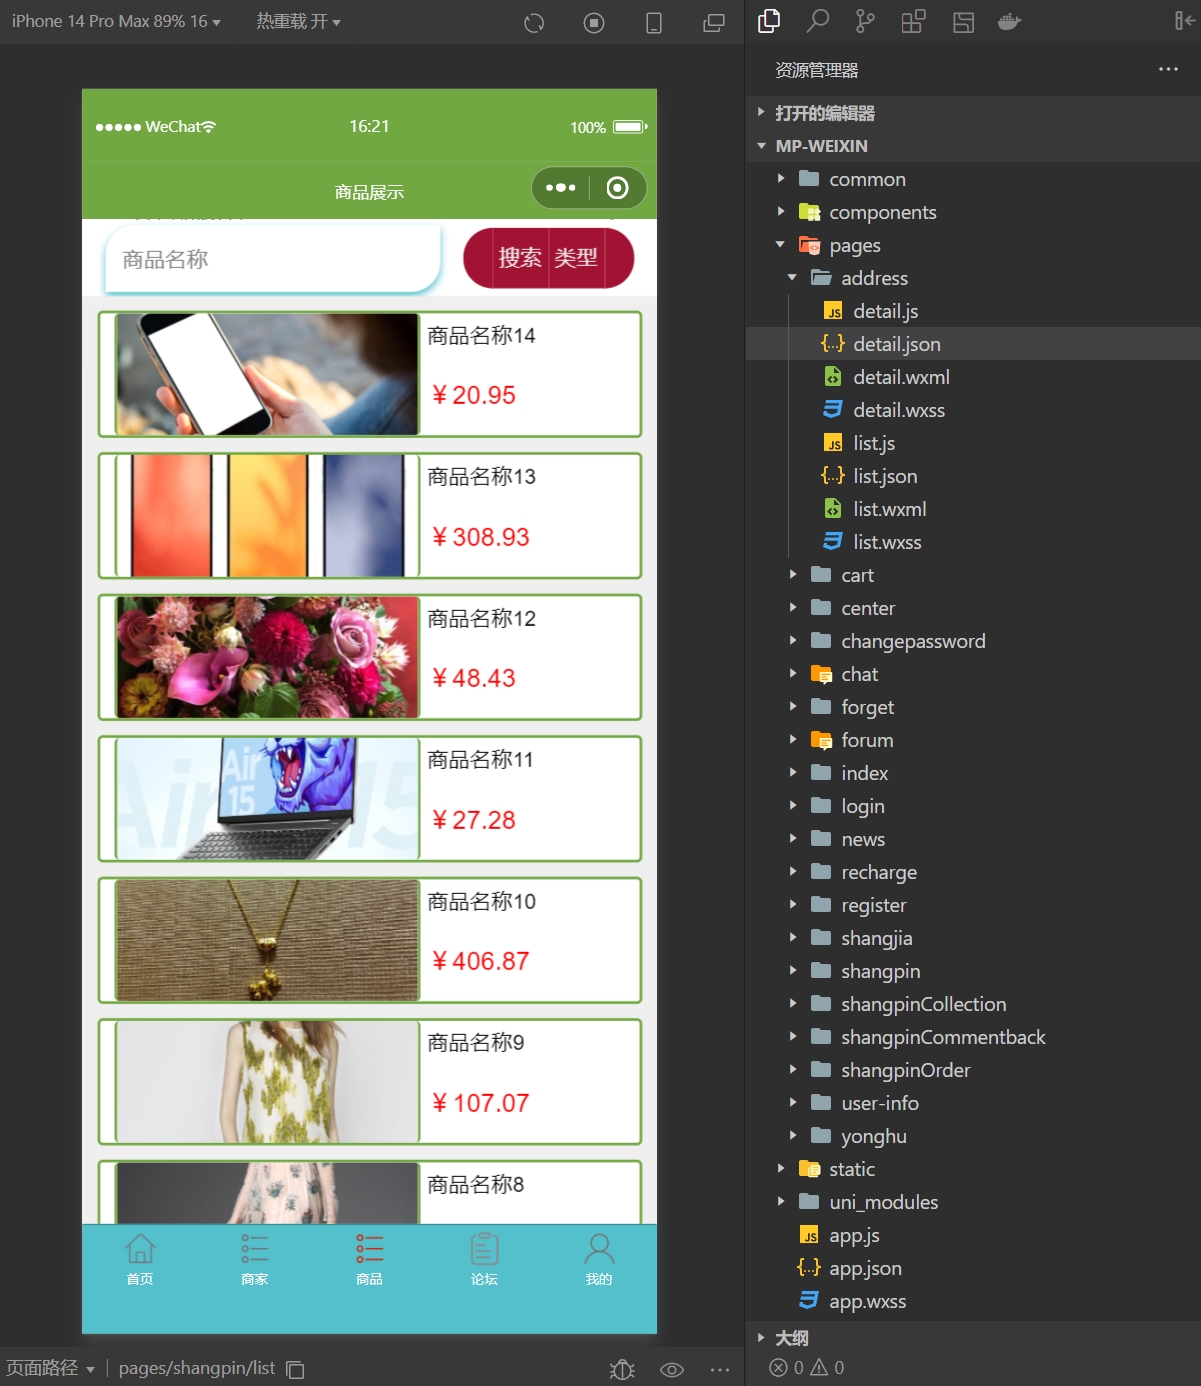 iPhone 14 Pro Max 89% 16
热重载 开
WeChat
16:21
100%
商品展示
商品名称
搜索
类型
商品名称14
￥20.95
商品名称13
￥308.93
商品名称12
￥48.43
Air
15
商品名称11
￥27.28
商品名称10
￥406.87
商品名称9
￥107.07
商品名称8
首页
商家
商品
论坛
我的
页面路径
pages/shangpin/list
资源管理器
打开的编辑器
MP-WEIXIN
common
components
pages
address
detail.js
detail.json
detail.wxml
detail.wxss
list.js
list.json
list.wxml
list.wxss
cart
center
changepassword
chat
forget
forum
index
login
news
recharge
register
shangjia
shangpin
shangpinCollection
shangpinCommentback
shangpinOrder
user-info
yonghu
static
uni_modules
app.js
app.json
app.wxss
大纲
0
0